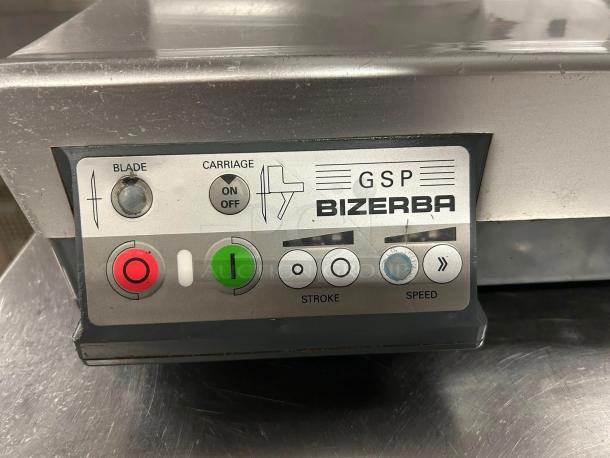 BLADE
CARRIAGE
ON
OFF
GSP
BIZERBA
STROKE
SPEED